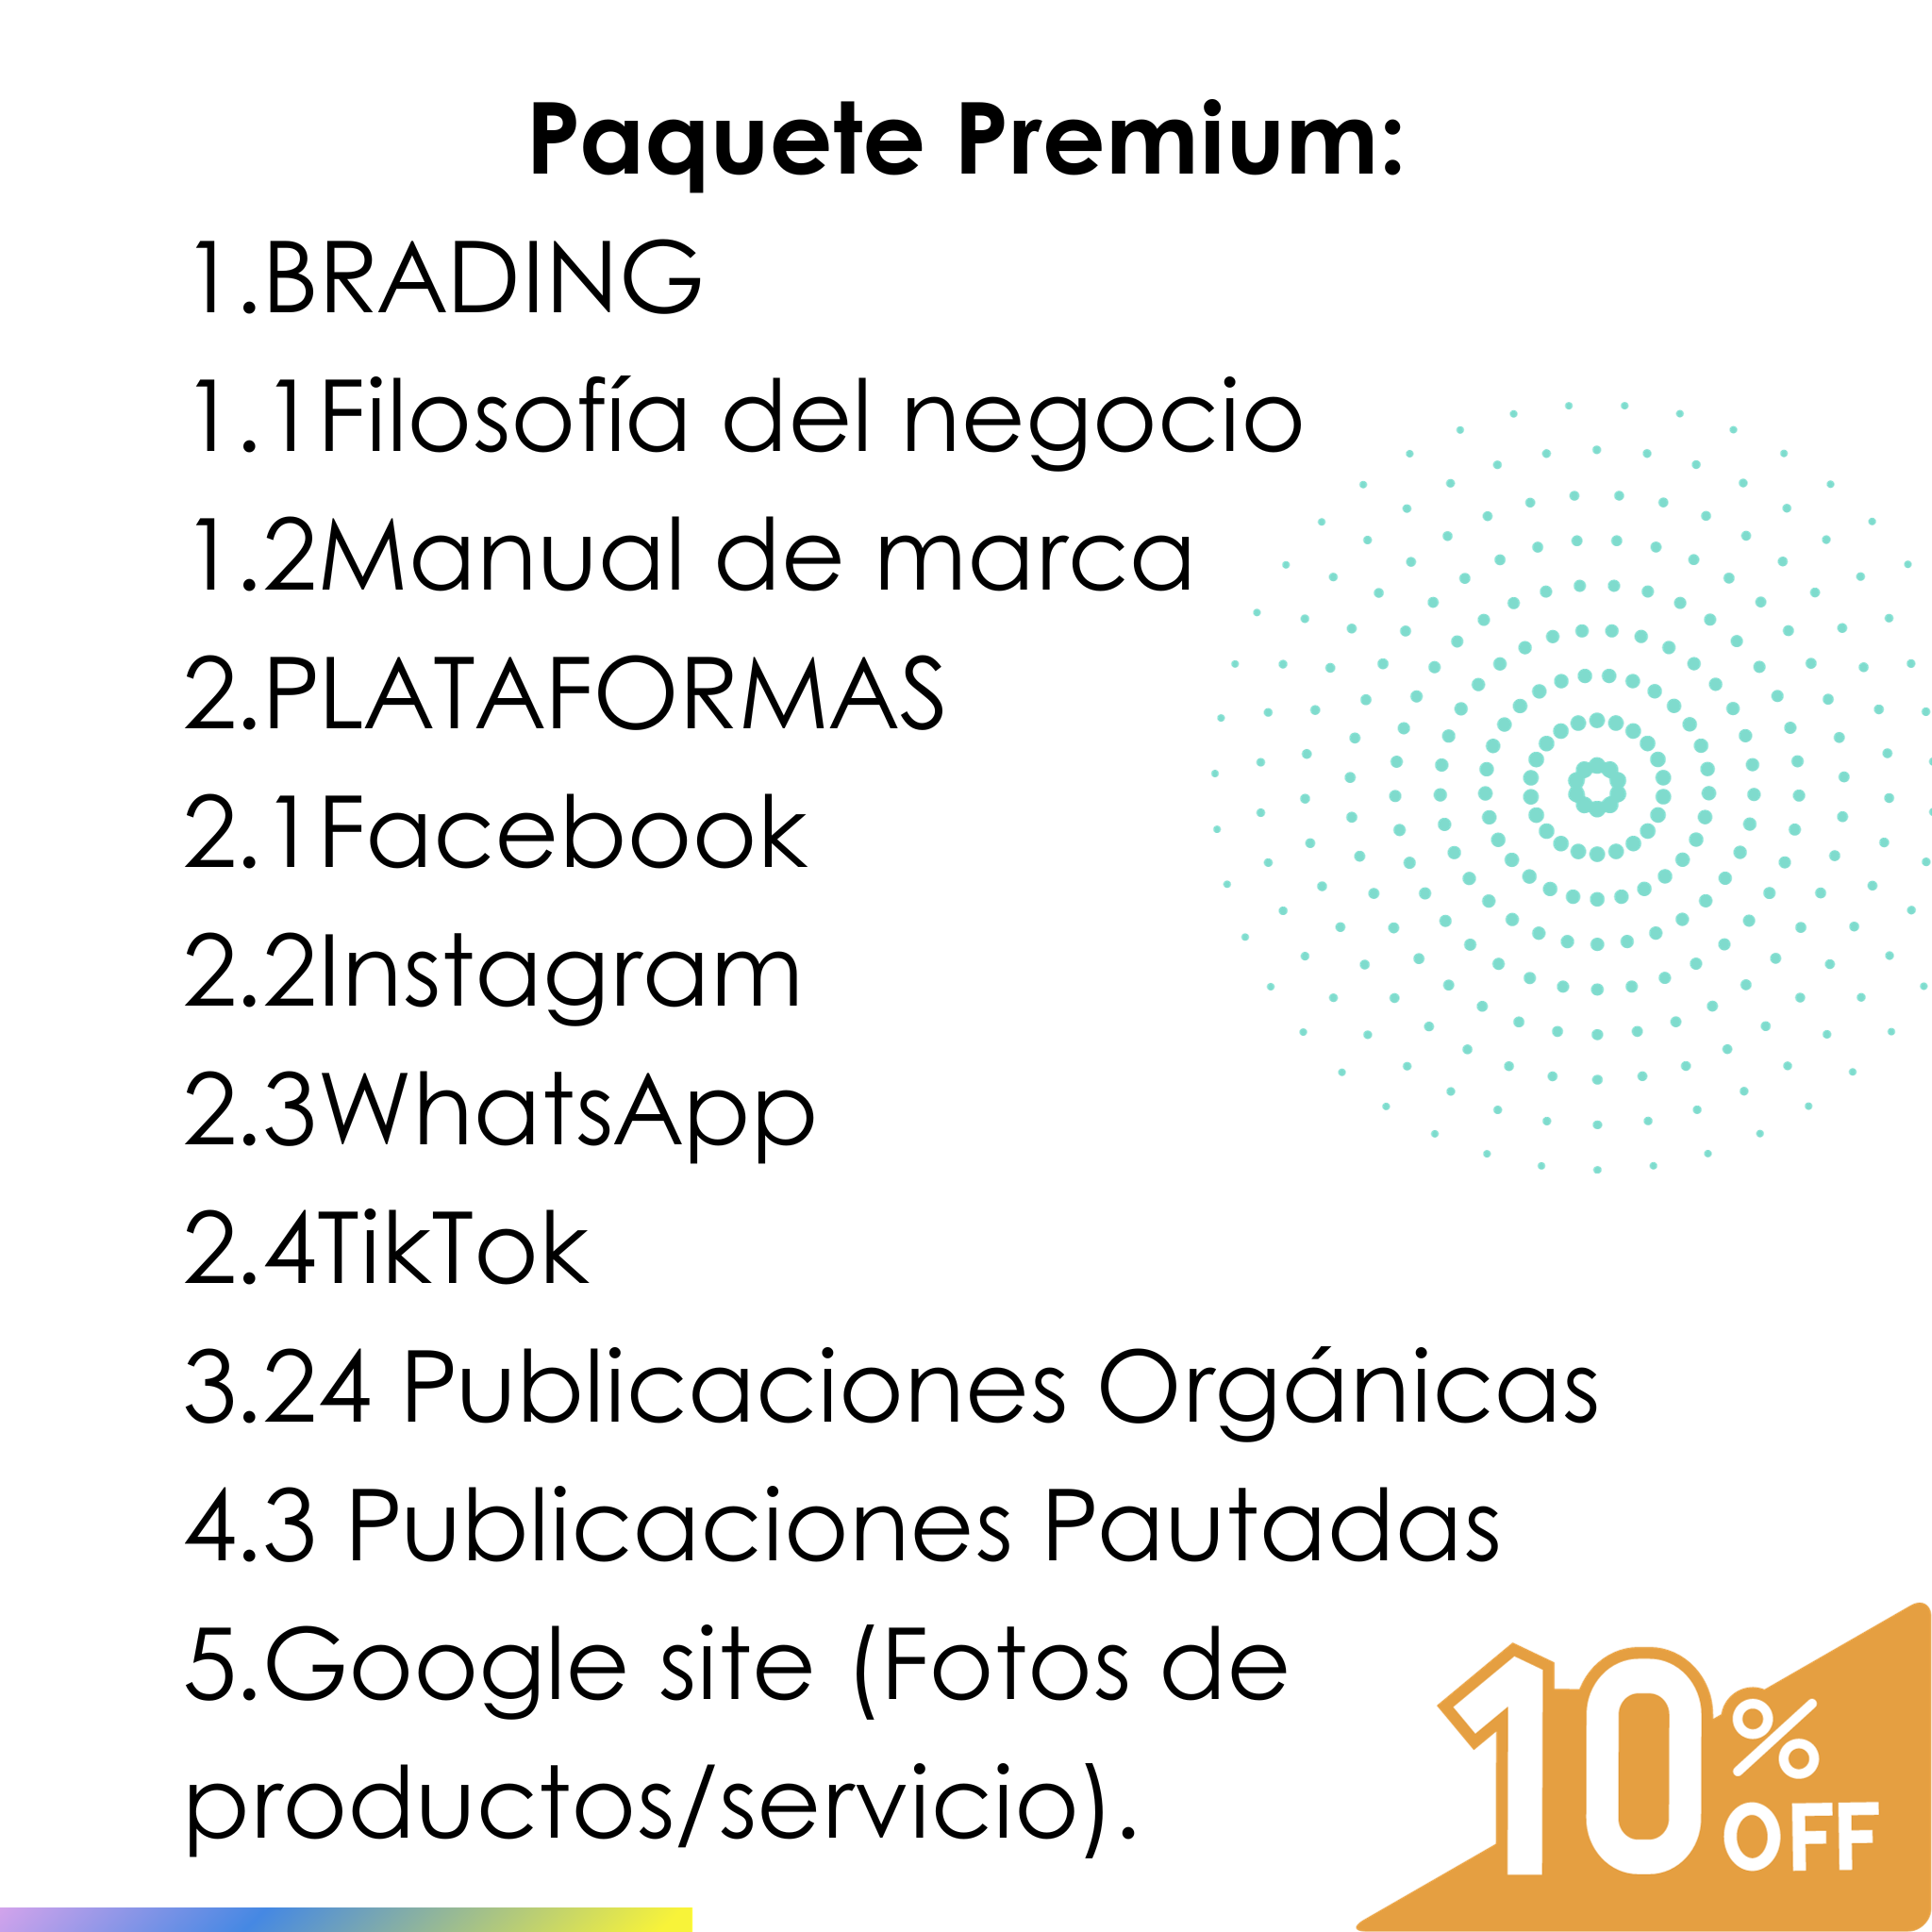 Paquete Premium:
1.BRADING
1.1Filosofía del negocio
1.2Manual de marca
2.PLATAFORMAS
2.1Facebook
2.2Instagram
2.3WhatsApp
2.4TikTok
3.24 Publicaciones Orgánicas
4.3 Publicaciones Pautadas
5.Google site (Fotos de
productos/servicio).
10%
OFF